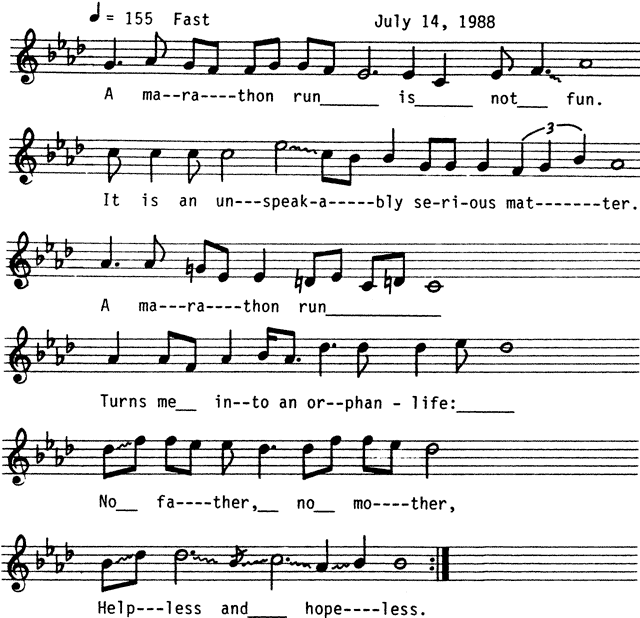 ♩ = 155 Fast July 14, 1988
A ma--ra----thon run______ is______ not___ fun.
3
It is an un---speak-a-----bly se-ri-ous mat-------ter.
A ma---ra----thon run____________
Turns me__ in--to an or--phan - life:______
No__ fa----ther,__ no__ mo----ther,
Help---less and____ hope----less.